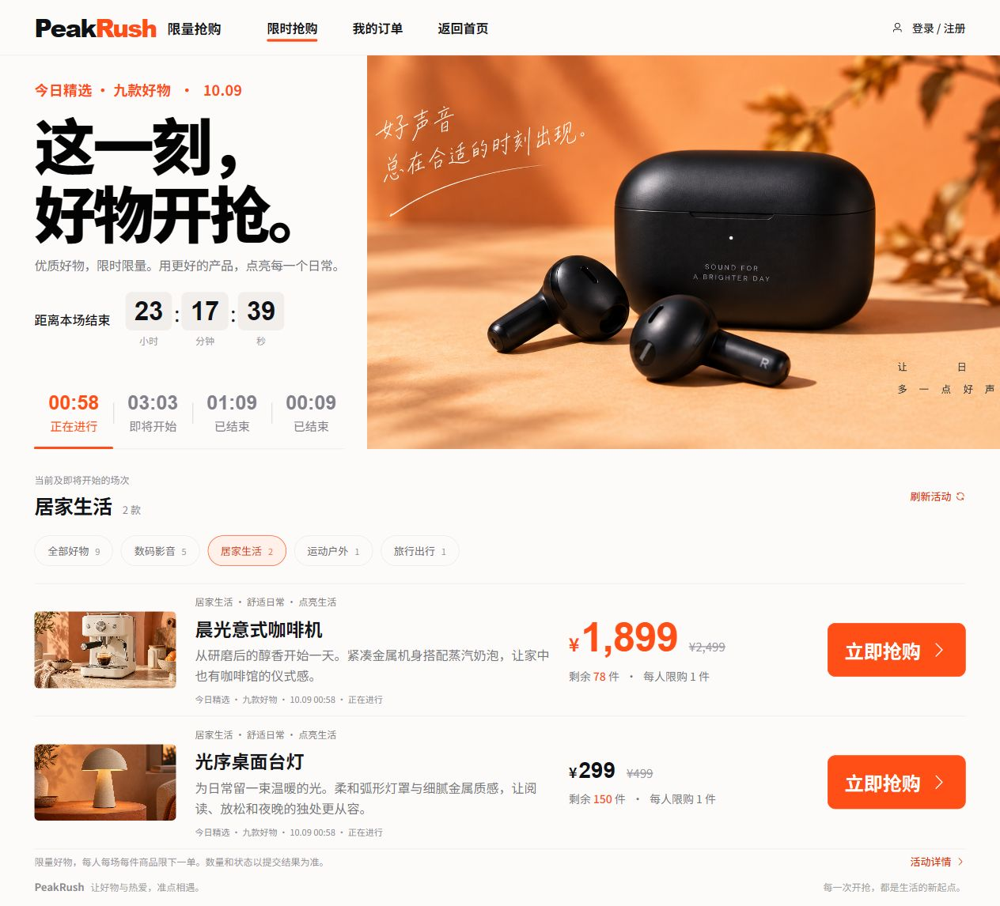 PeakRush 限量抢购 限时抢购 我的订单 返回首页 登录 / 注册
今日精选 · 九款好物 · 10.09
这一刻，
好物开抢。
优质好物，限时限量。用更好的产品，点亮每一个日常。
距离本场结束 23 : 17 : 39
小时 分钟 秒
00:58 03:03 01:09 00:09
正在进行 即将开始 已结束 已结束
好声音
总在合适的时刻出现。
SOUND FOR
A BRIGHTER DAY
R
让 日
多一点好声
当前及即将开始的场次
居家生活 2 款
刷新活动
全部好物 9 数码影音 5 居家生活 2 运动户外 1 旅行出行 1
居家生活 · 舒适日常 · 点亮生活
晨光意式咖啡机
从研磨后的醇香开始一天。紧凑金属机身搭配蒸汽奶泡，让家中
也有咖啡馆的仪式感。
今日精选 · 九款好物 · 10.09 00:58 · 正在进行
¥1,899 ¥2,499
剩余 78 件 · 每人限购 1 件
立即抢购
居家生活 · 舒适日常 · 点亮生活
光序桌面台灯
为日常留一束温暖的光。柔和弧形灯罩与细腻金属质感，让阅
读、放松和夜晚的独处更从容。
今日精选 · 九款好物 · 10.09 00:58 · 正在进行
¥299 ¥499
剩余 150 件 · 每人限购 1 件
立即抢购
限量好物，每人每场每件商品限下一单。数量和状态以提交结果为准。
活动详情
PeakRush 让好物与热爱，准点相遇。
每一次开抢，都是生活的新起点。